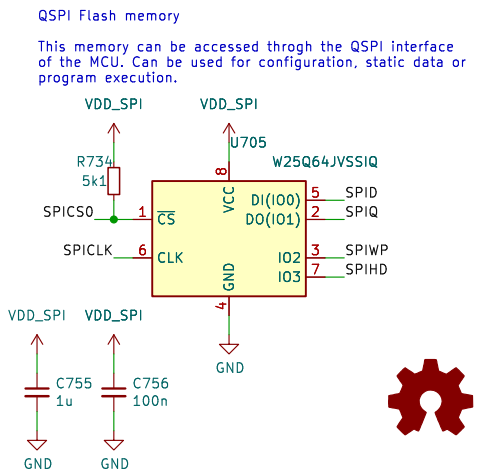 QSPI Flash memory
This memory can be accessed throgh the QSPI interface
of the MCU. Can be used for configuration, static data or
program execution.
VDD_SPI VDD_SPI
U705
R734 W25Q64JVSSIQ
5k1
8
VCC
5 SPID
DI(IO0)
SPICS0 1 CS DO(IO1) 2 SPIQ
SPICLK 6 CLK IO2 3 SPIWP
IO3 7 SPIHD
GND
4
VDD_SPI VDD_SPI
GND
C755 C756
1u 100n
GND GND